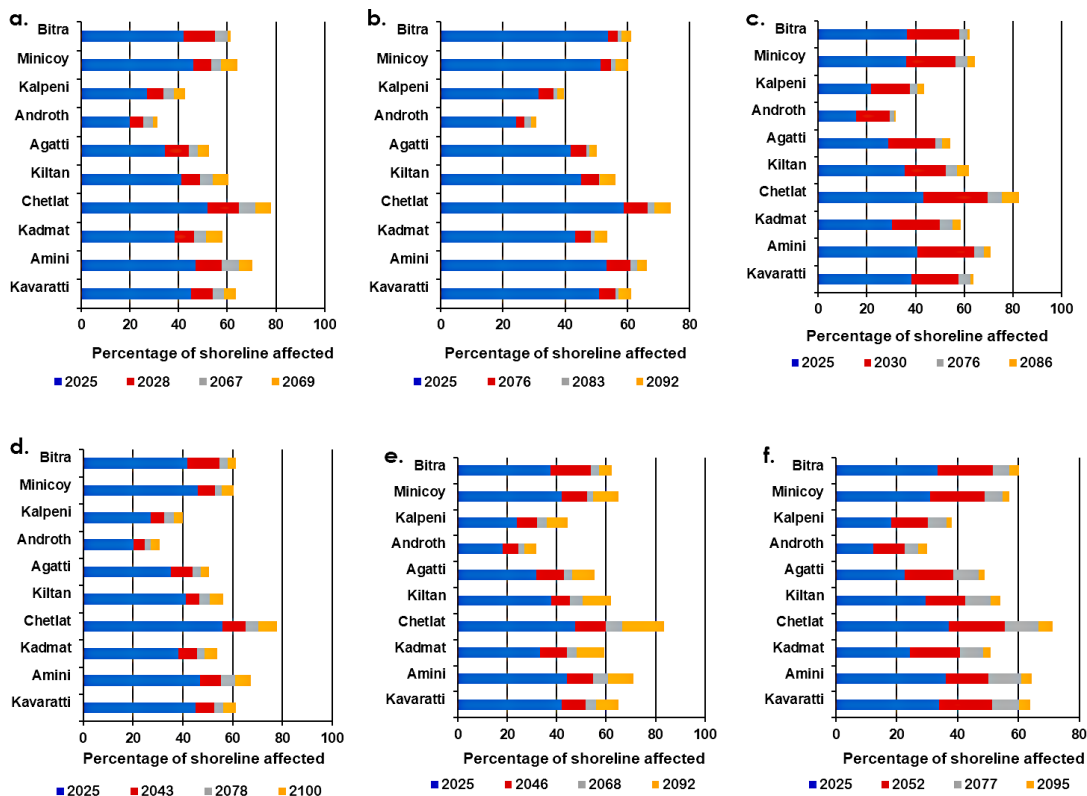 a.
Bitra
Minicoy
Kalpeni
Androth
Agatti
Kiltan
Chetlat
Kadmat
Amini
Kavaratti
0 20 40 60 80 100
Percentage of shoreline affected
2025 2028 2067 2069
b.
Bitra
Minicoy
Kalpeni
Androth
Agatti
Kiltan
Chetlat
Kadmat
Amini
Kavaratti
0 20 40 60 80
Percentage of shoreline affected
2025 2076 2083 2092
c.
Bitra
Minicoy
Kalpeni
Androth
Agatti
Kiltan
Chetlat
Kadmat
Amini
Kavaratti
0 20 40 60 80 100
Percentage of shoreline affected
2025 2030 2076 2086
d.
Bitra
Minicoy
Kalpeni
Androth
Agatti
Kiltan
Chetlat
Kadmat
Amini
Kavaratti
0 20 40 60 80 100
Percentage of shoreline affected
2025 2043 2078 2100
e.
Bitra
Minicoy
Kalpeni
Androth
Agatti
Kiltan
Chetlat
Kadmat
Amini
Kavaratti
0 20 40 60 80 100
Percentage of shoreline affected
2025 2046 2068 2092
f.
Bitra
Minicoy
Kalpeni
Androth
Agatti
Kiltan
Chetlat
Kadmat
Amini
Kavaratti
0 20 40 60 80
Percentage of shoreline affected
2025 2052 2077 2095